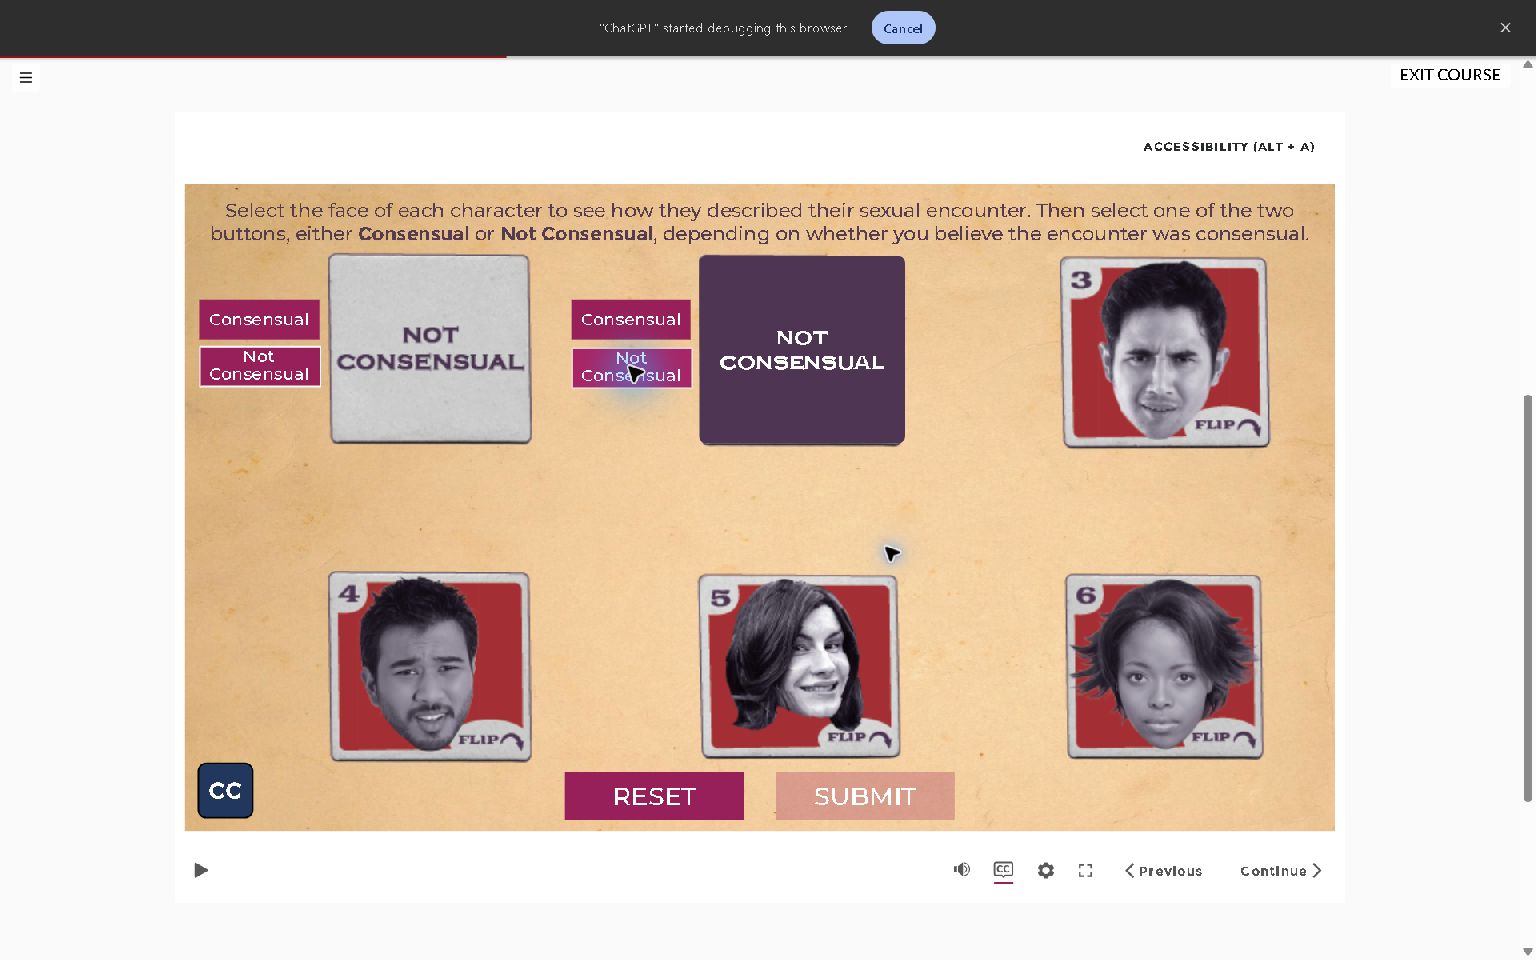 "ChatGPT" started debugging this browser
Cancel
EXIT COURSE
ACCESSIBILITY (ALT + A)
Select the face of each character to see how they described their sexual encounter. Then select one of the two
buttons, either Consensual or Not Consensual, depending on whether you believe the encounter was consensual.
Consensual
Not
Consensual
NOT
CONSENSUAL
Consensual
Not
Consensual
NOT
CONSENSUAL
3
FLIP
4
FLIP
5
FLIP
6
FLIP
CC
RESET
SUBMIT
CC
Previous
Continue